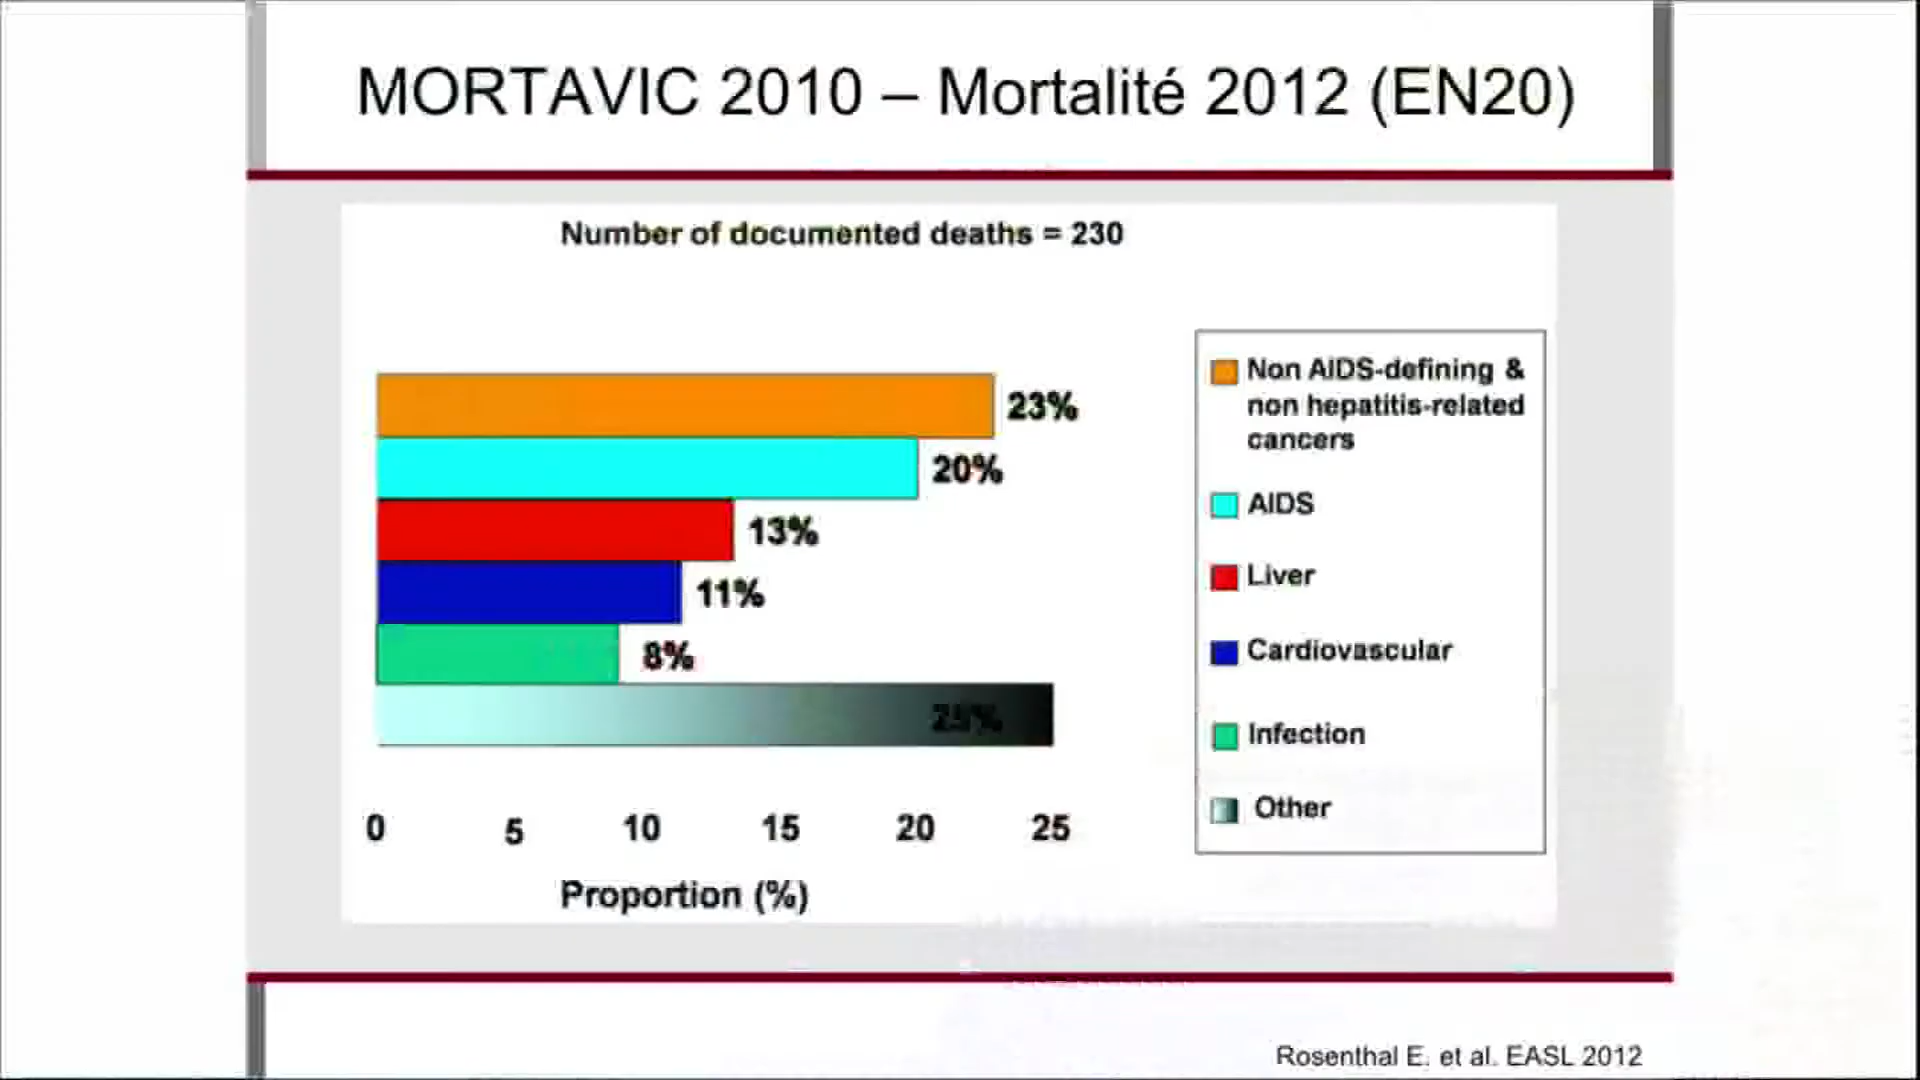 MORTAVIC 2010 – Mortalité 2012 (EN20)
Number of documented deaths = 230
23%
20%
13%
11%
8%
25%
0 5 10 15 20 25
Proportion (%)
Non AIDS-defining &
non hepatitis-related
cancers
AIDS
Liver
Cardiovascular
Infection
Other
Rosenthal E. et al. EASL 2012